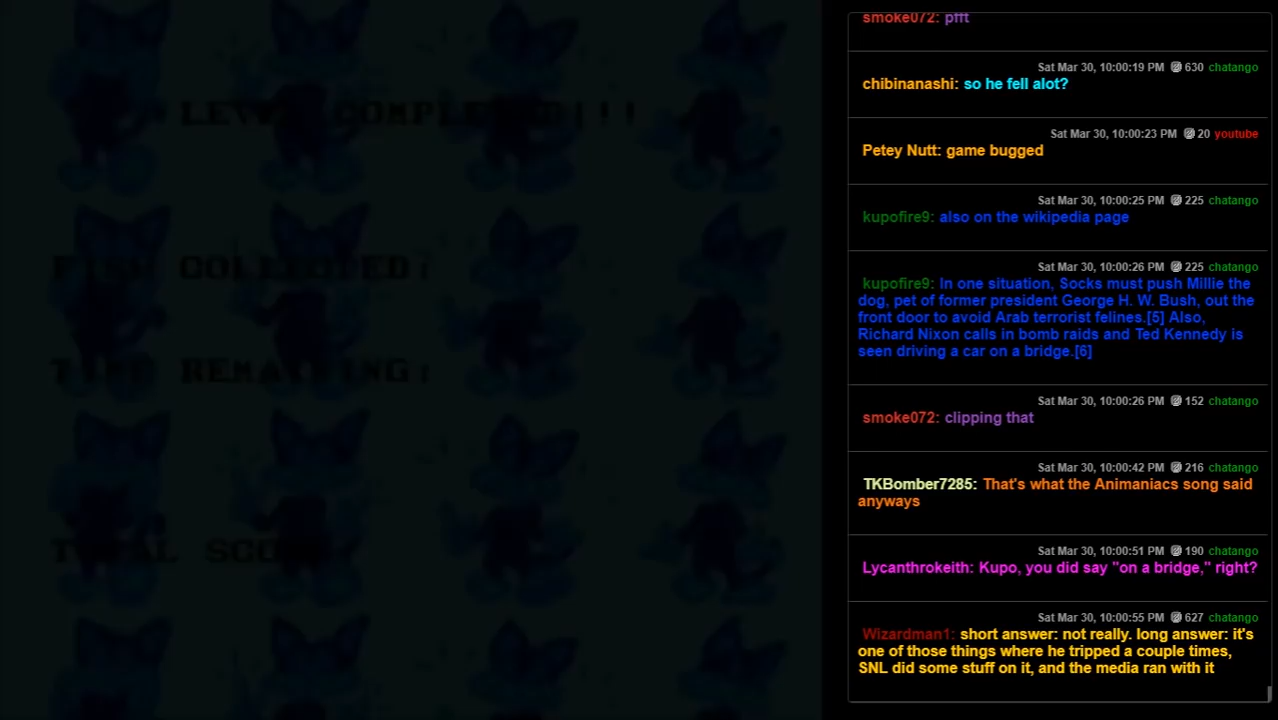 LEVEL COMPLETED!!!
FISH COLLECTED:
TIME REMAINING:
TOTAL SCORE
smoke072: pfft
Sat Mar 30, 10:00:19 PM 630 chatango
chibinanashi: so he fell alot?
Sat Mar 30, 10:00:23 PM 20 youtube
Petey Nutt: game bugged
Sat Mar 30, 10:00:25 PM 225 chatango
kupofire9: also on the wikipedia page
Sat Mar 30, 10:00:26 PM 225 chatango
kupofire9: In one situation, Socks must push Millie the
dog, pet of former president George H. W. Bush, out the
front door to avoid Arab terrorist felines.[5] Also,
Richard Nixon calls in bomb raids and Ted Kennedy is
seen driving a car on a bridge.[6]
Sat Mar 30, 10:00:26 PM 152 chatango
smoke072: clipping that
Sat Mar 30, 10:00:42 PM 216 chatango
TKBomber7285: That's what the Animaniacs song said
anyways
Sat Mar 30, 10:00:51 PM 190 chatango
Lycanthrokeith: Kupo, you did say "on a bridge," right?
Sat Mar 30, 10:00:55 PM 627 chatango
Wizardman1: short answer: not really. long answer: it's
one of those things where he tripped a couple times,
SNL did some stuff on it, and the media ran with it